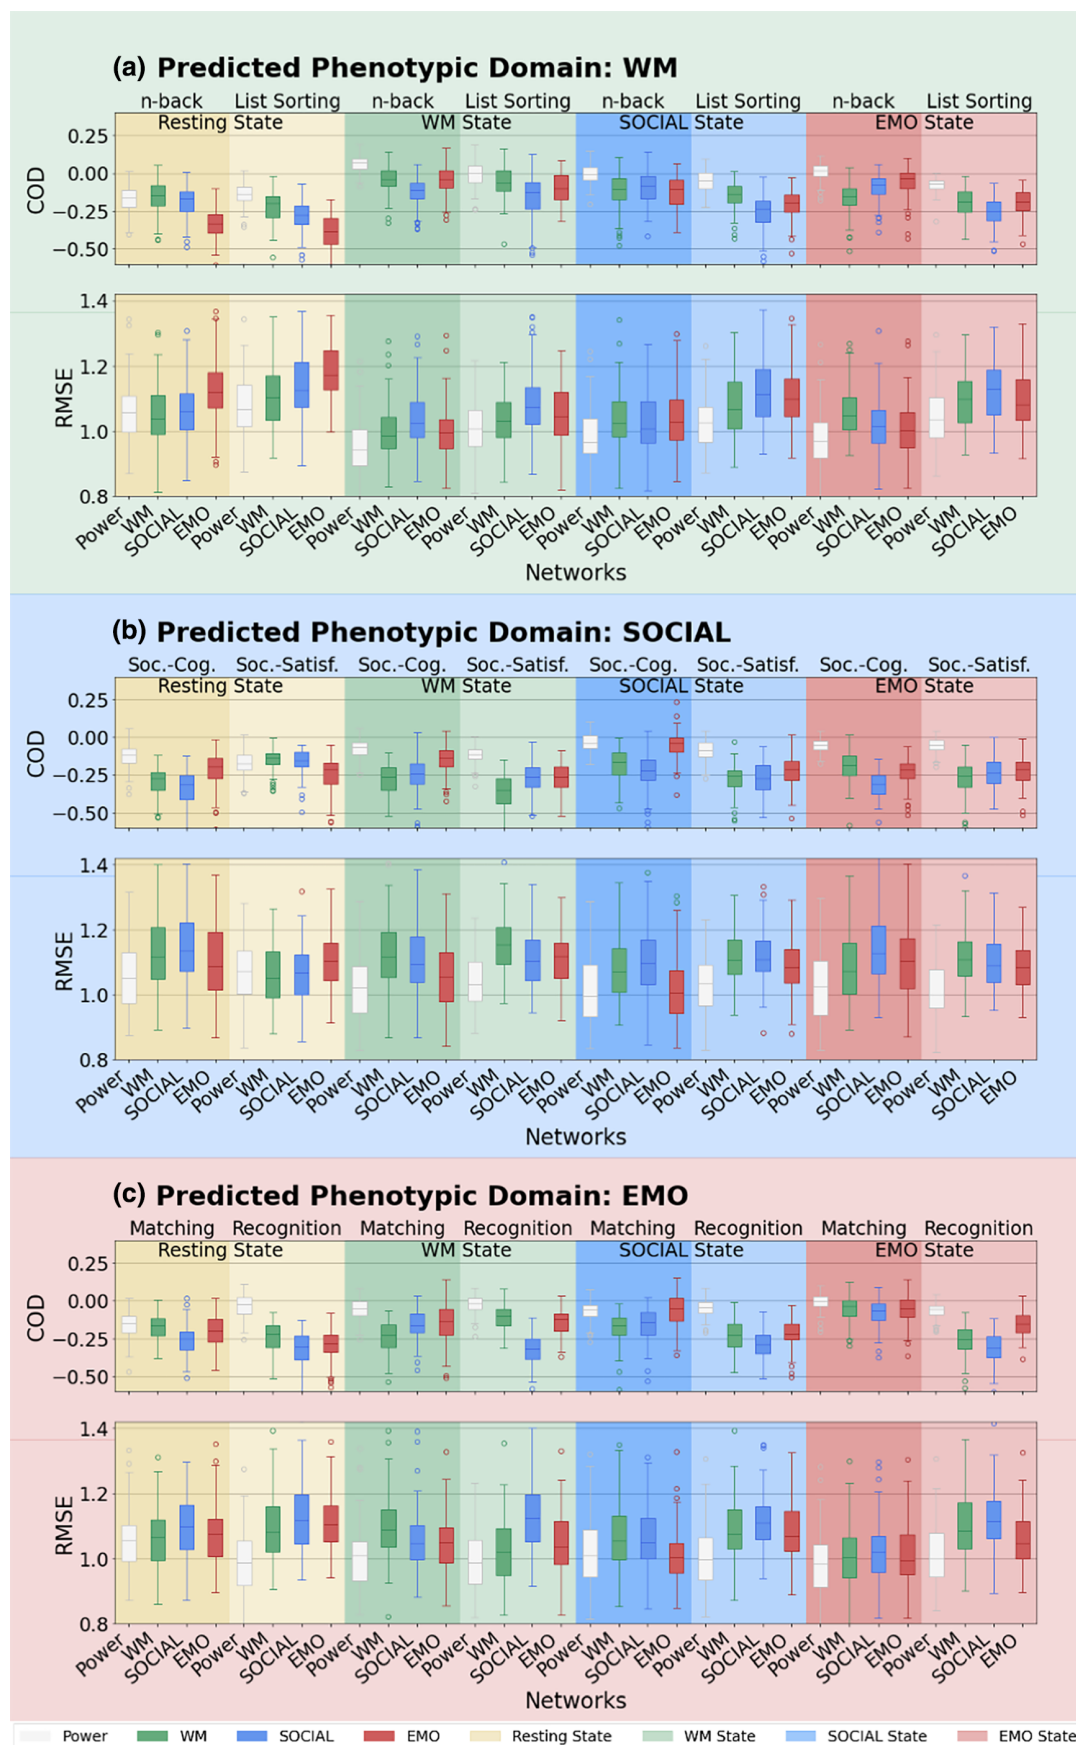 (a) Predicted Phenotypic Domain: WM
n-back List Sorting n-back List Sorting n-back List Sorting n-back List Sorting
Resting State WM State SOCIAL State EMO State
0.25
0.00
−0.25
−0.50
COD
1.4
1.2
1.0
0.8
RMSE
Power WM SOCIAL EMO Power WM SOCIAL EMO Power WM SOCIAL EMO Power WM SOCIAL EMO Power WM SOCIAL EMO Power WM SOCIAL EMO Power WM SOCIAL EMO Power WM SOCIAL EMO
Networks
(b) Predicted Phenotypic Domain: SOCIAL
Soc.-Cog. Soc.-Satisf. Soc.-Cog. Soc.-Satisf. Soc.-Cog. Soc.-Satisf. Soc.-Cog. Soc.-Satisf.
Resting State WM State SOCIAL State EMO State
0.25
0.00
−0.25
−0.50
COD
1.4
1.2
1.0
0.8
RMSE
Power WM SOCIAL EMO Power WM SOCIAL EMO Power WM SOCIAL EMO Power WM SOCIAL EMO Power WM SOCIAL EMO Power WM SOCIAL EMO Power WM SOCIAL EMO Power WM SOCIAL EMO
Networks
(c) Predicted Phenotypic Domain: EMO
Matching Recognition Matching Recognition Matching Recognition Matching Recognition
Resting State WM State SOCIAL State EMO State
0.25
0.00
−0.25
−0.50
COD
1.4
1.2
1.0
0.8
RMSE
Power WM SOCIAL EMO Power WM SOCIAL EMO Power WM SOCIAL EMO Power WM SOCIAL EMO Power WM SOCIAL EMO Power WM SOCIAL EMO Power WM SOCIAL EMO Power WM SOCIAL EMO
Networks
Power WM SOCIAL EMO Resting State WM State SOCIAL State EMO State